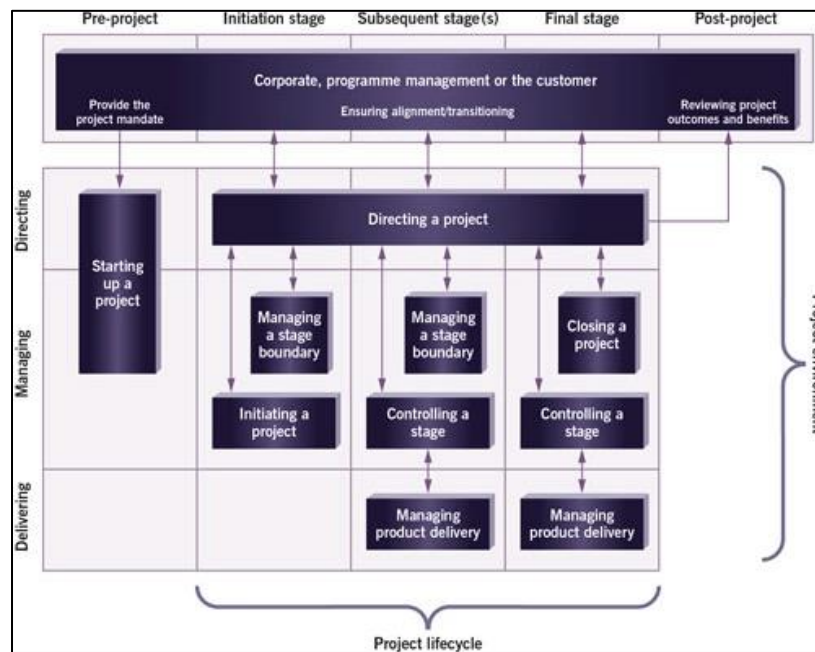 Pre-project
Initiation stage
Subsequent stage(s)
Final stage
Post-project
Corporate, programme management or the customer
Provide the
project mandate
Ensuring alignment/transitioning
Reviewing project
outcomes and benefits
Directing
Directing a project
Starting
up a
project
Managing
Managing
a stage
boundary
Managing
a stage
boundary
Closing a
project
Initiating a
project
Controlling a
stage
Controlling a
stage
Delivering
Managing
product delivery
Managing
product delivery
Project lifecycle